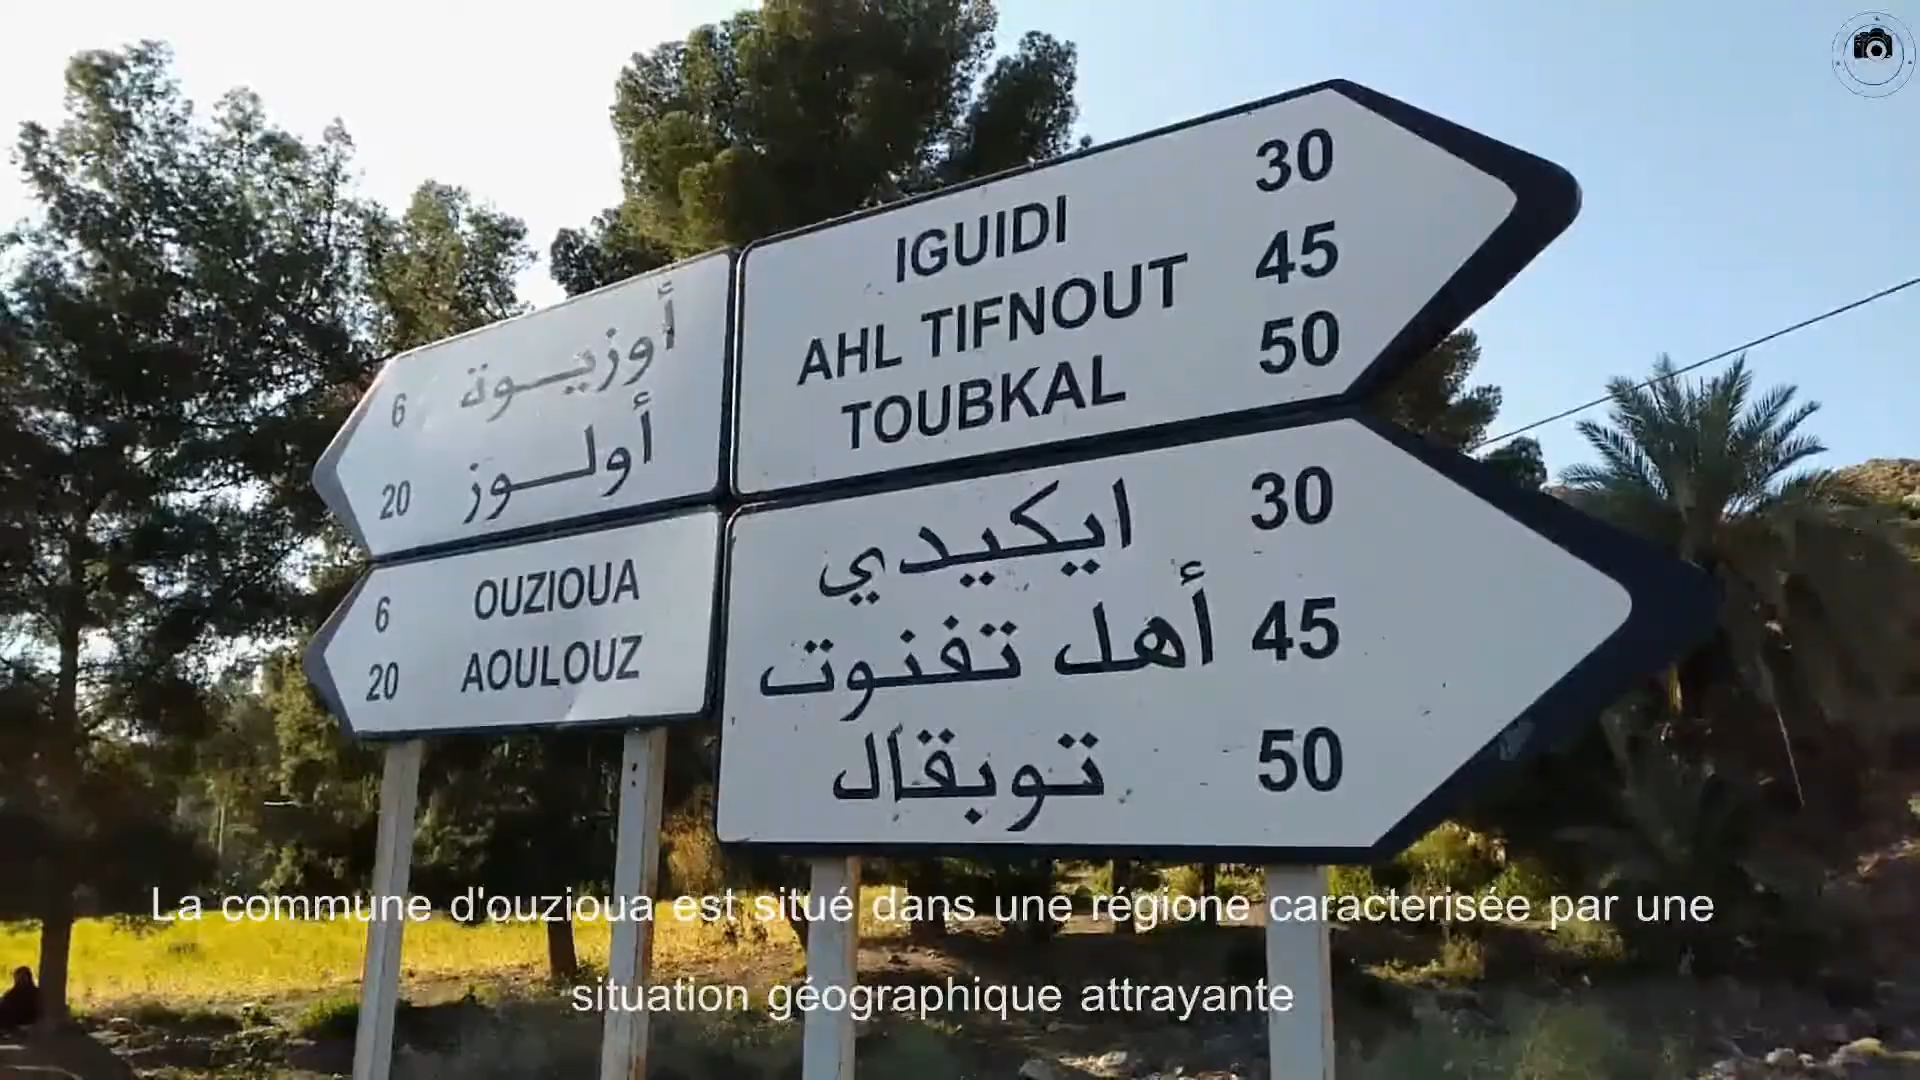 أوزيوة 6
أولوز 20
OUZIOUA 6
AOULOUZ 20
IGUIDI 30
AHL TIFNOUT 45
TOUBKAL 50
ايكيدي 30
أهل تفنوت 45
توبقال 50
La commune d'ouzioua est situé dans une régione caracterisée par une
situation géographique attrayante